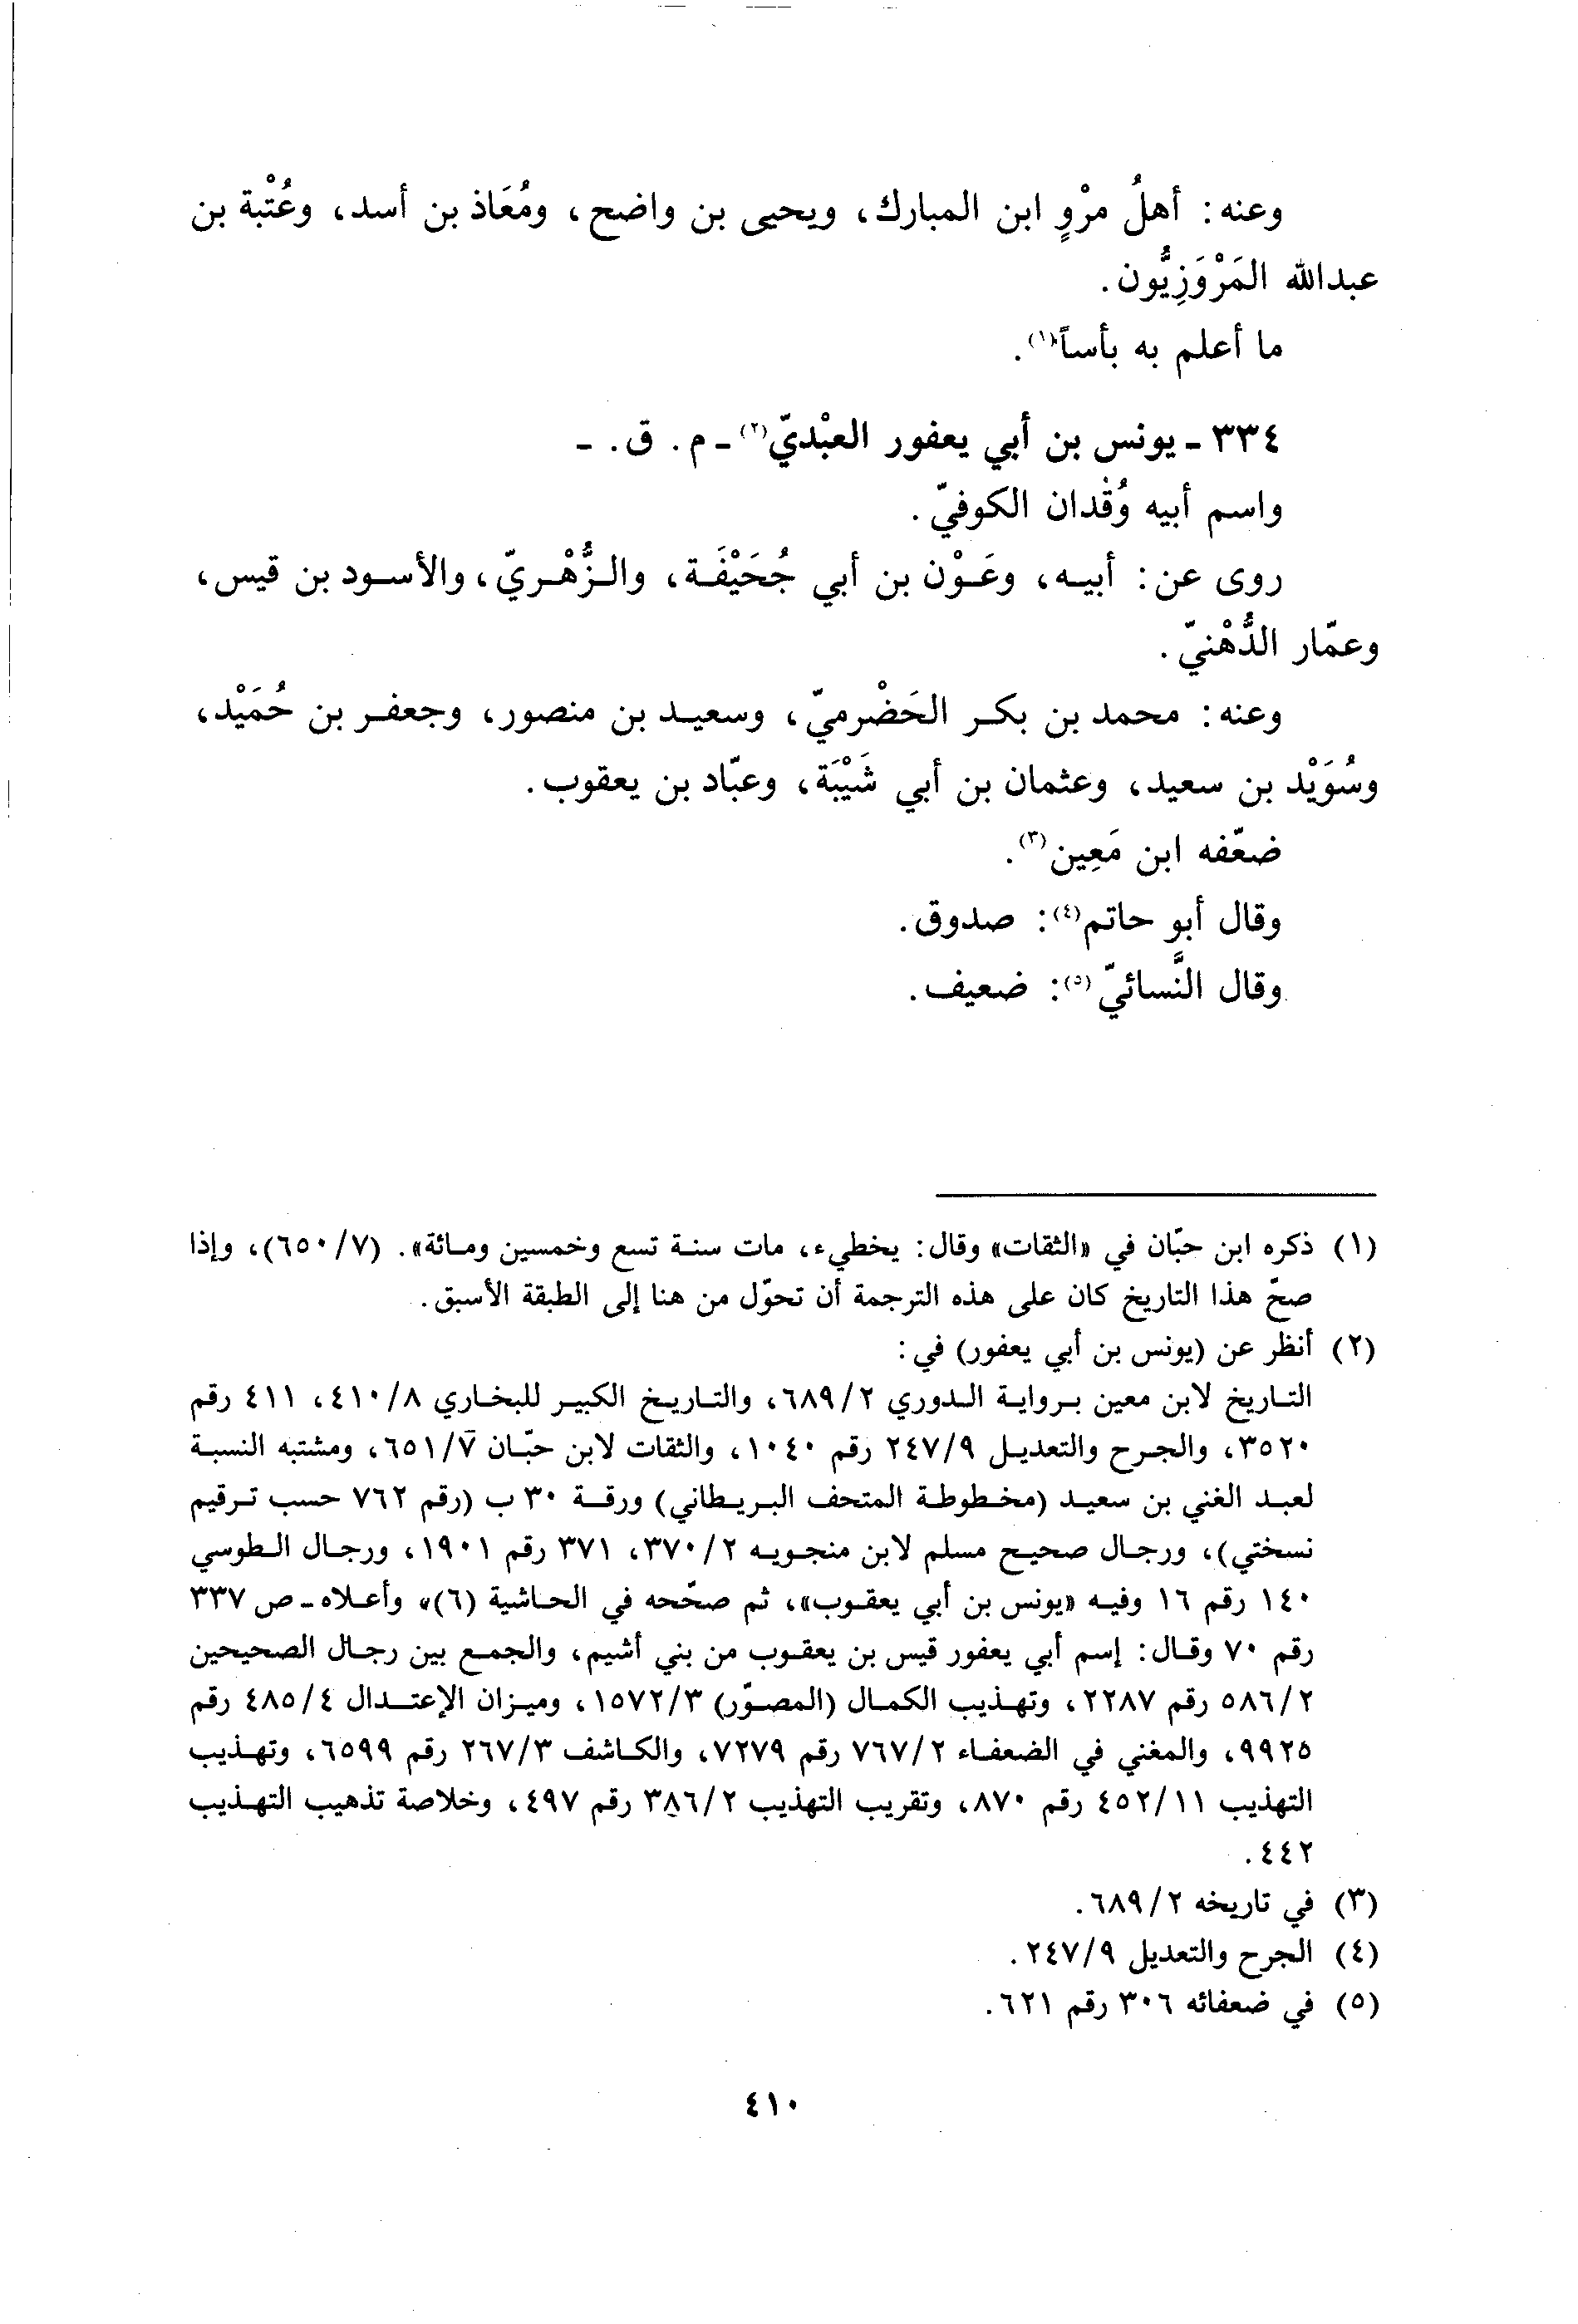 وعنه: أهلُ مرْوٍ ابن المبارك، ويحيى بن واضح، ومُعَاذ بن أسد، وعُتْبة بن
عبدالله المَرْوَزِيُّون.
ما أعلم به بأساً(١).
٣٣٤ - يونس بن أبي يعفور العبْديّ(٢) - م. ق. -
واسم أبيه وُقْدان الكوفيّ.
روى عن: أبيه، وعَوْن بن أبي جُحَيْفَة، والزُّهْريّ، والأسود بن قيس،
وعمّار الدُّهْنيّ.
وعنه: محمد بن بكر الحَضْرميّ، وسعيد بن منصور، وجعفر بن حُمَيْد،
وسُوَيْد بن سعيد، وعثمان بن أبي شَيْبَة، وعبّاد بن يعقوب.
ضعّفه ابن مَعِين(٣).
وقال أبو حاتم(٤): صدوق.
وقال النَّسائيّ(٥): ضعيف.
(١) ذكره ابن حبّان في «الثقات» وقال: يخطيء، مات سنة تسع وخمسين ومائة». (٦٥٠/٧)، وإذا
صحّ هذا التاريخ كان على هذه الترجمة أن تحوّل من هنا إلى الطبقة الأسبق.
(٢) أنظر عن (يونس بن أبي يعفور) في:
التاريخ لابن معين برواية الدوري ٦٨٩/٢، والتاريخ الكبير للبخاري ٤١٠/٨، ٤١١ رقم
٣٥٢٠، والجرح والتعديل ٢٤٧/٩ رقم ١٠٤٠، والثقات لابن حبّان ٦٥١/٧، ومشتبه النسبة
لعبد الغني بن سعيد (مخطوطة المتحف البريطاني) ورقة ٣٠ ب (رقم ٧٦٢ حسب ترقيم
نسختي)، ورجال صحيح مسلم لابن منجويه ٣٧٠/٢، ٣٧١ رقم ١٩٠١، ورجال الطوسي
١٤٠ رقم ١٦ وفيه «يونس بن أبي يعقوب»، ثم صحّحه في الحاشية (٦)» وأعلاه - ص ٣٣٧
رقم ٧٠ وقال: إسم أبي يعفور قيس بن يعقوب من بني أشيم، والجمع بين رجال الصحيحين
٥٨٦/٢ رقم ٢٢٨٧، وتهذيب الكمال (المصوّر) ١٥٧٢/٣، وميزان الإعتدال ٤٨٥/٤ رقم
٩٩٢٥، والمغني في الضعفاء ٧٦٧/٢ رقم ٧٢٧٩، والكاشف ٢٦٧/٣ رقم ٦٥٩٩، وتهذيب
التهذيب ٤٥٢/١١ رقم ٨٧٠، وتقريب التهذيب ٣٨٦/٢ رقم ٤٩٧، وخلاصة تذهيب التهذيب
٤٤٢.
(٣) في تاريخه ٦٨٩/٢.
(٤) الجرح والتعديل ٢٤٧/٩.
(٥) في ضعفائه ٣٠٦ رقم ٦٢١.
٤١٠